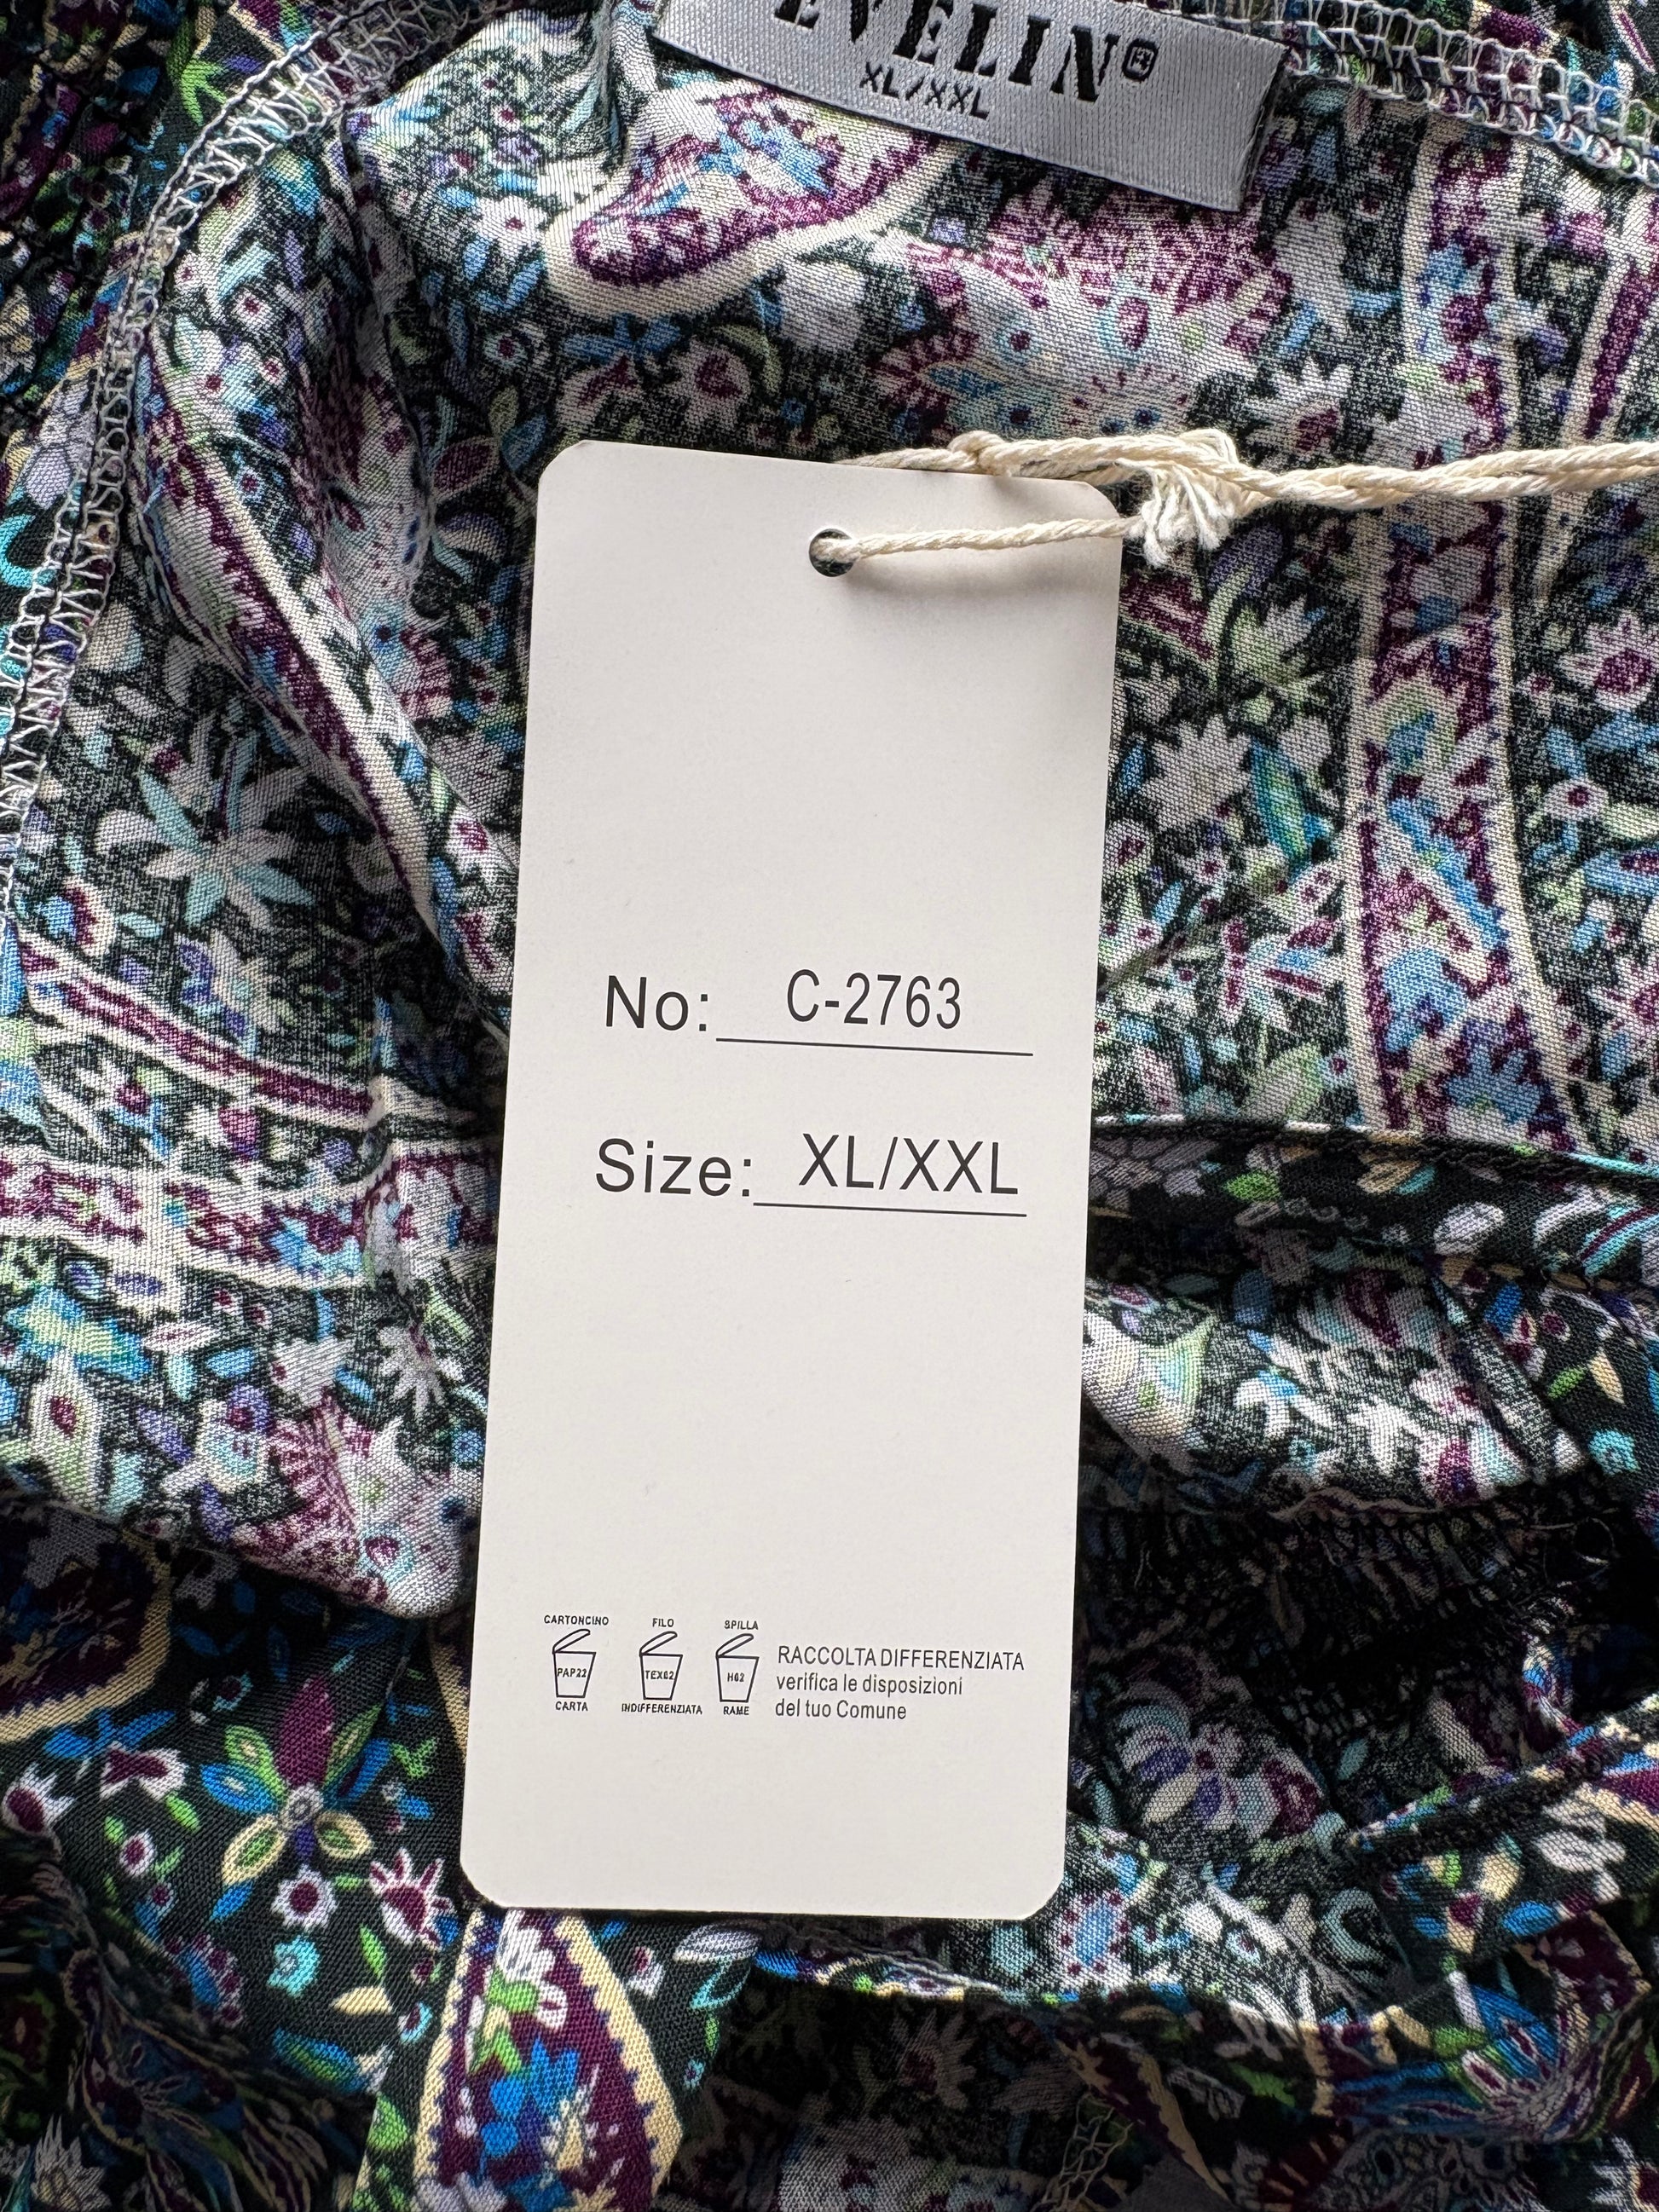 EVELIN®
XL/XXL
No: C-2763
Size: XL/XXL
CARTONCINO FILO SPILLA
PAP22 TEX62 HG2
CARTA INDIFFERENZIATA RAME
RACCOLTA DIFFERENZIATA
verifica le disposizioni
del tuo Comune